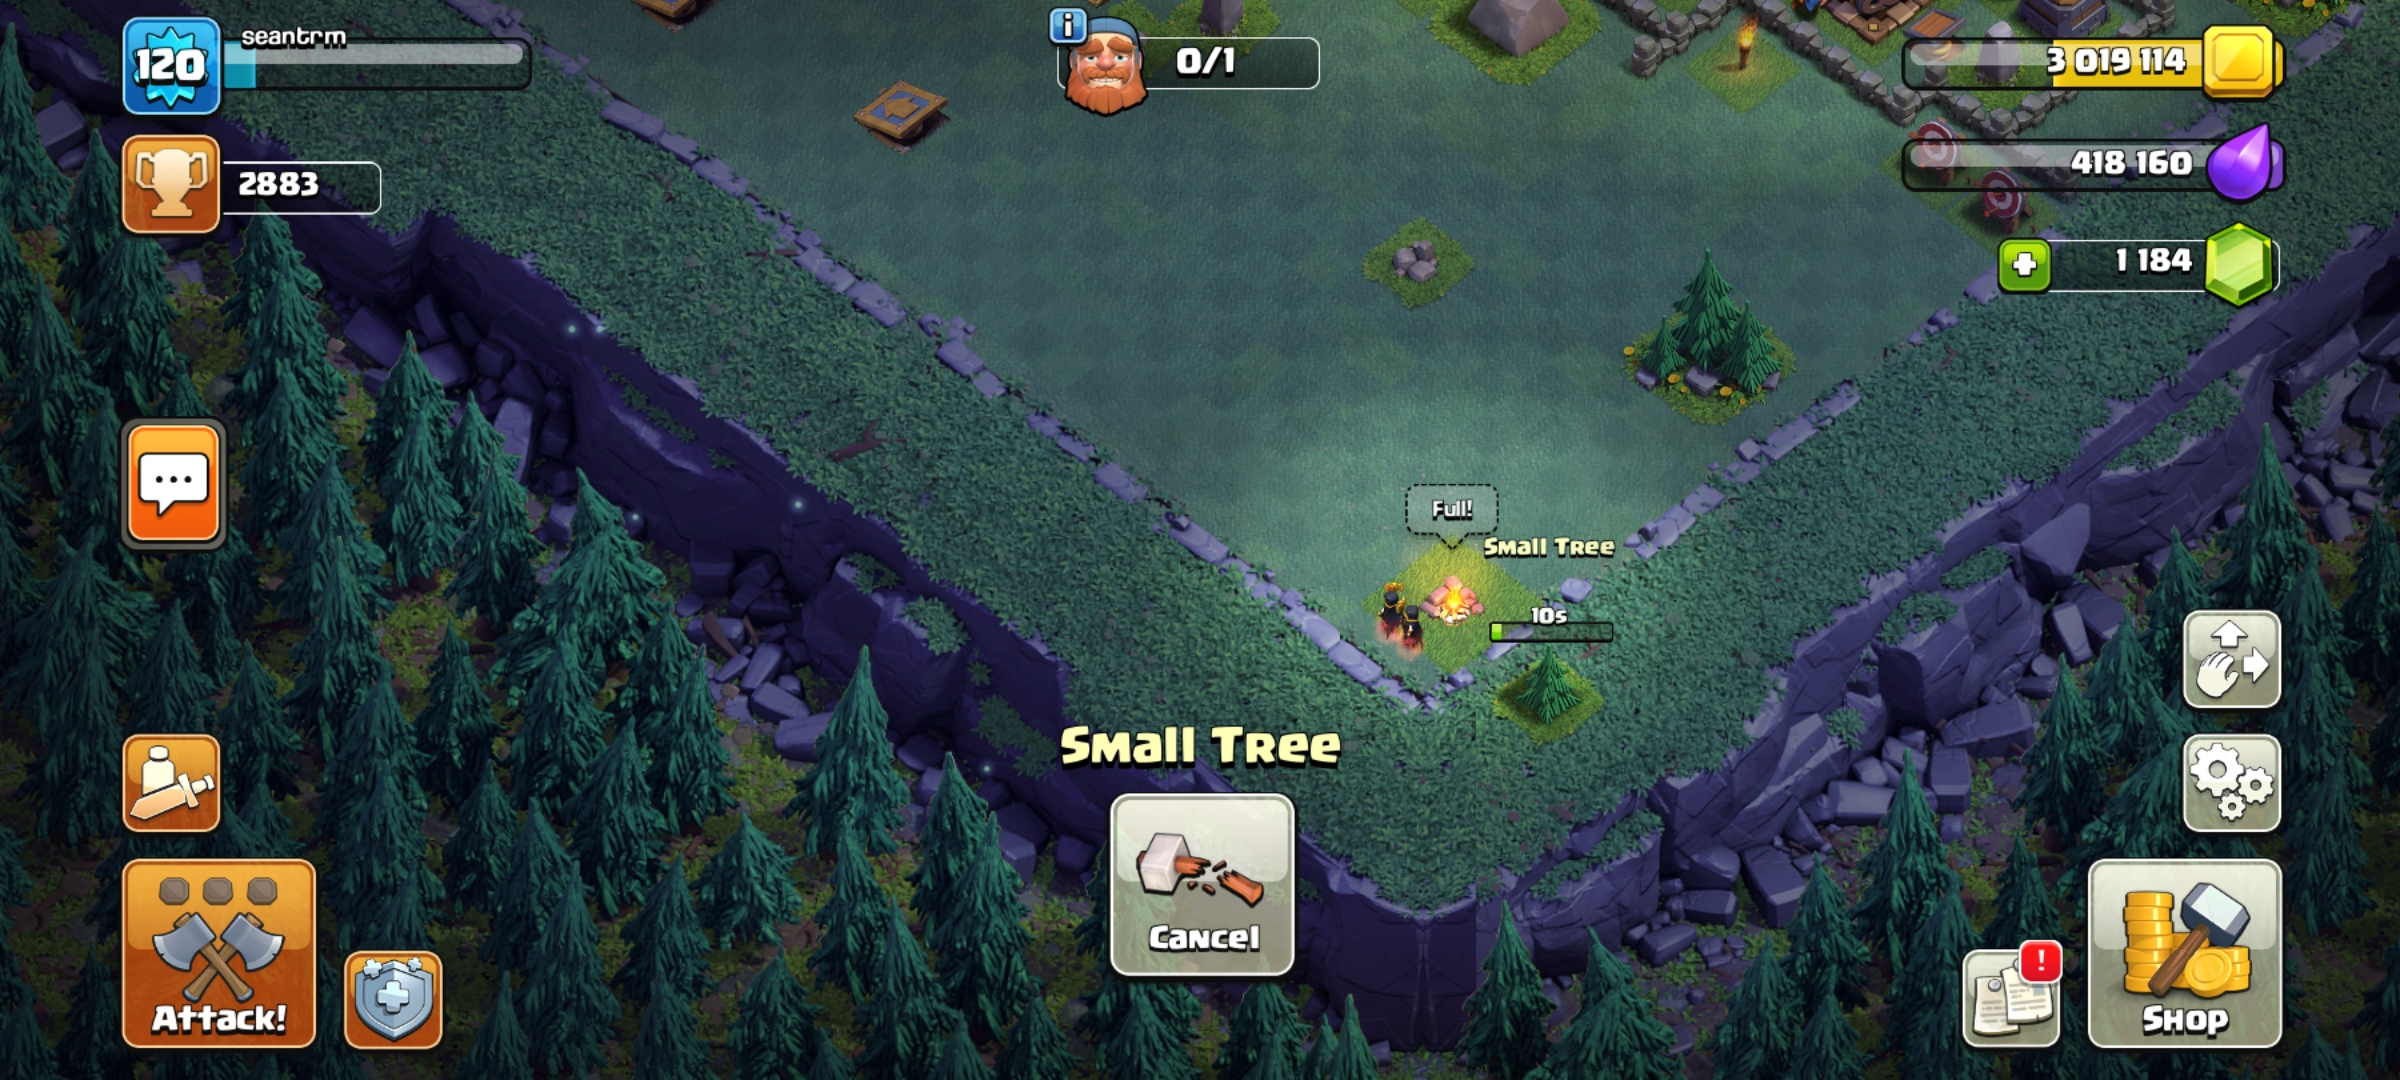 120
seantrm
i
0/1
3 019 114
2883
418 160
1 184
Full!
Small Tree
10s
Small Tree
Cancel
Attack!
!
Shop